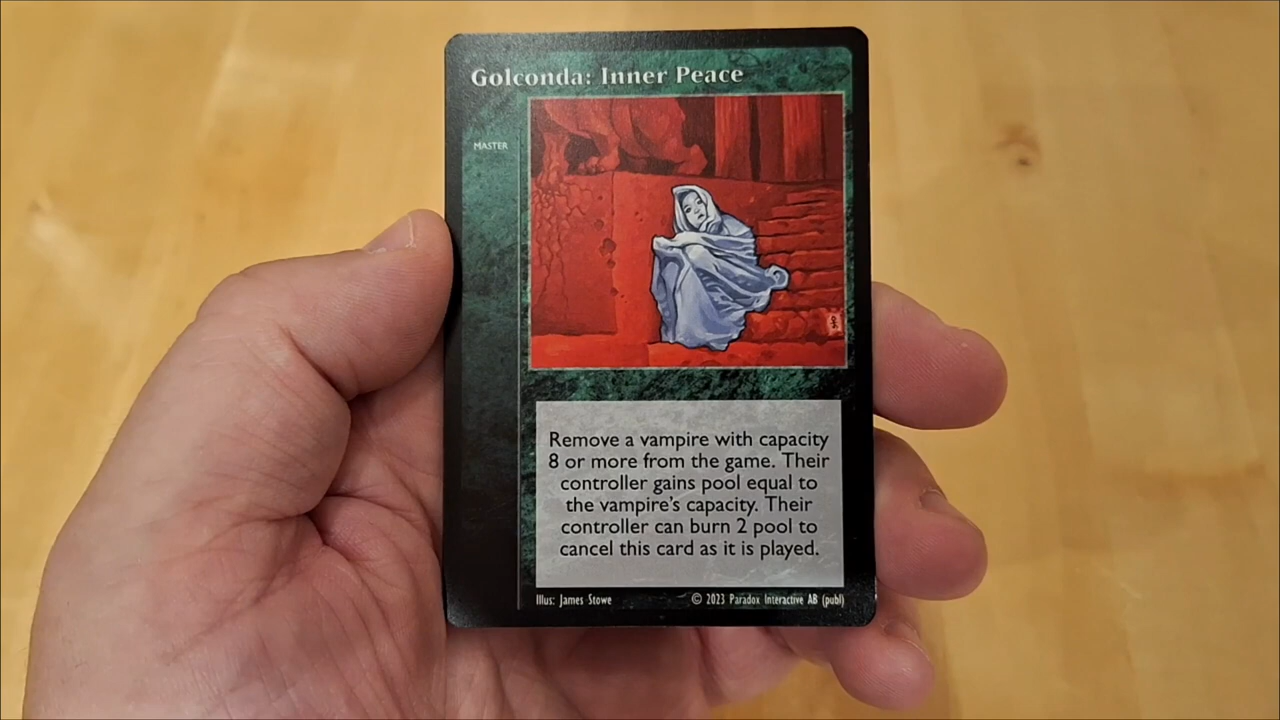 Golconda: Inner Peace
MASTER
Remove a vampire with capacity
8 or more from the game. Their
controller gains pool equal to
the vampire's capacity. Their
controller can burn 2 pool to
cancel this card as it is played.
Illus: James Stowe
© 2023 Paradox Interactive AB (publ)